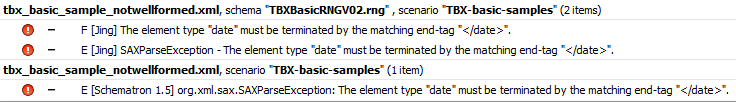 tbx_basic_sample_notwellformed.xml, schema "TBXBasicRNGV02.rng" , scenario "TBX-basic-samples" (2 items)
F [Jing] The element type "date" must be terminated by the matching end-tag "</date>".
E [Jing] SAXParseException - The element type "date" must be terminated by the matching end-tag "</date>".
tbx_basic_sample_notwellformed.xml, scenario "TBX-basic-samples" (1 item)
E [Schematron 1.5] org.xml.sax.SAXParseException: The element type "date" must be terminated by the matching end-tag "</date>".